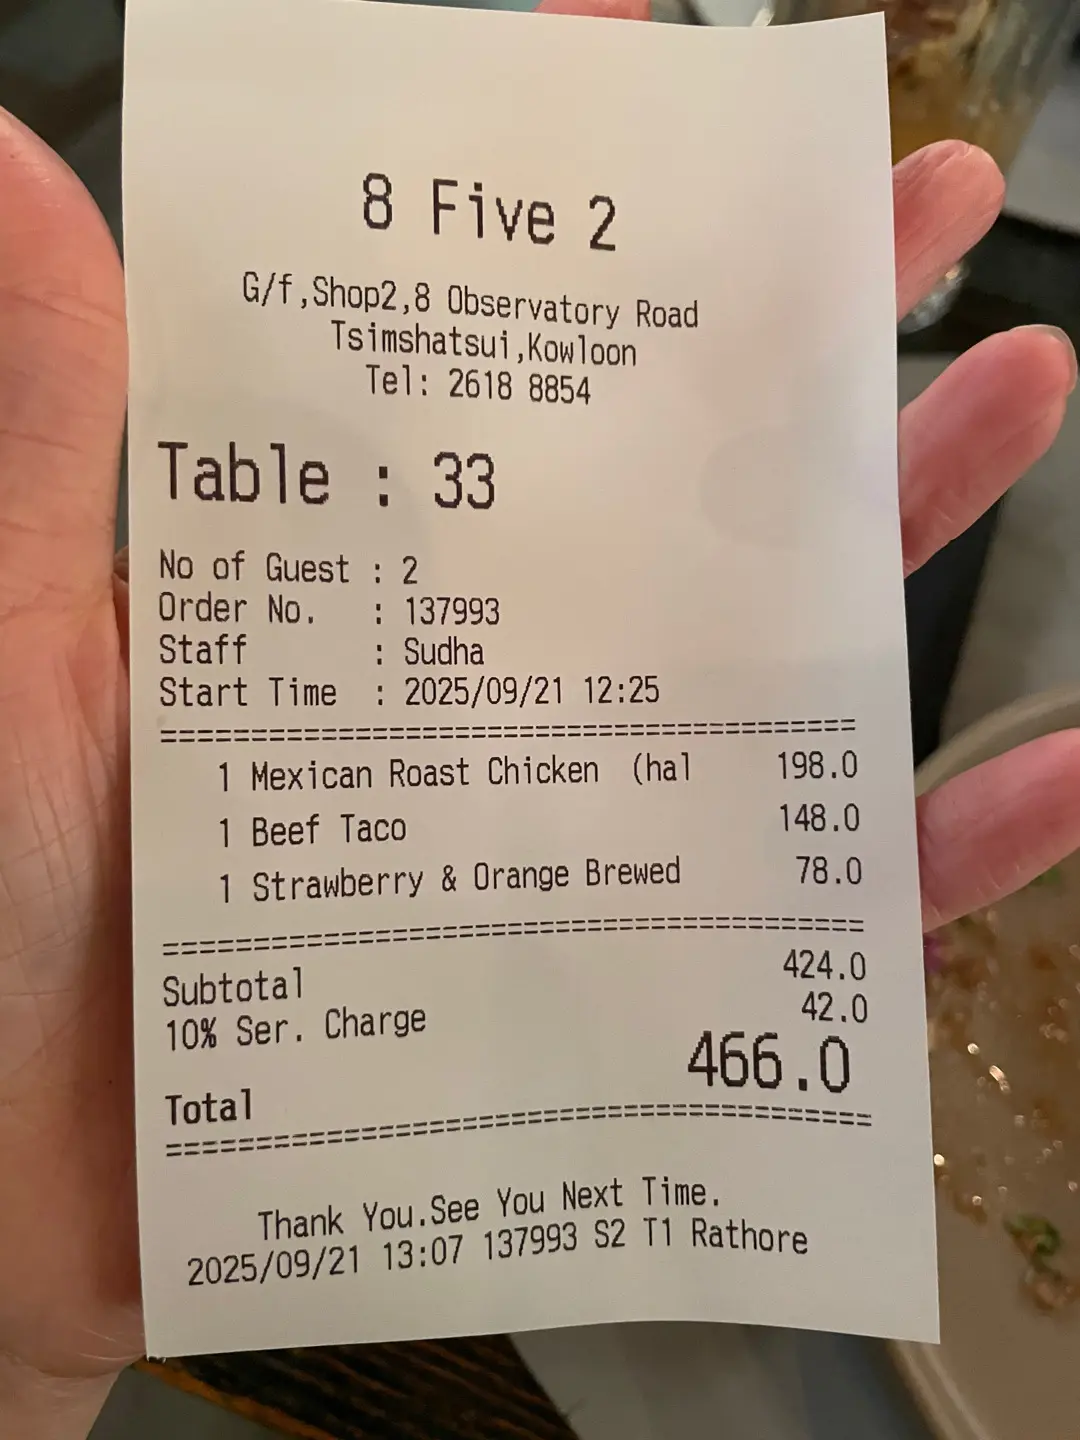 8 Five 2
G/f,Shop2,8 Observatory Road
Tsimshatsui,Kowloon
Tel: 2618 8854
Table : 33
No of Guest : 2
Order No. : 137993
Staff : Sudha
Start Time : 2025/09/21 12:25
=========================================
1 Mexican Roast Chicken (hal 198.0
1 Beef Taco 148.0
1 Strawberry & Orange Brewed 78.0
=========================================
Subtotal 424.0
10% Ser. Charge 42.0
Total 466.0
=========================================
Thank You.See You Next Time.
2025/09/21 13:07 137993 S2 T1 Rathore